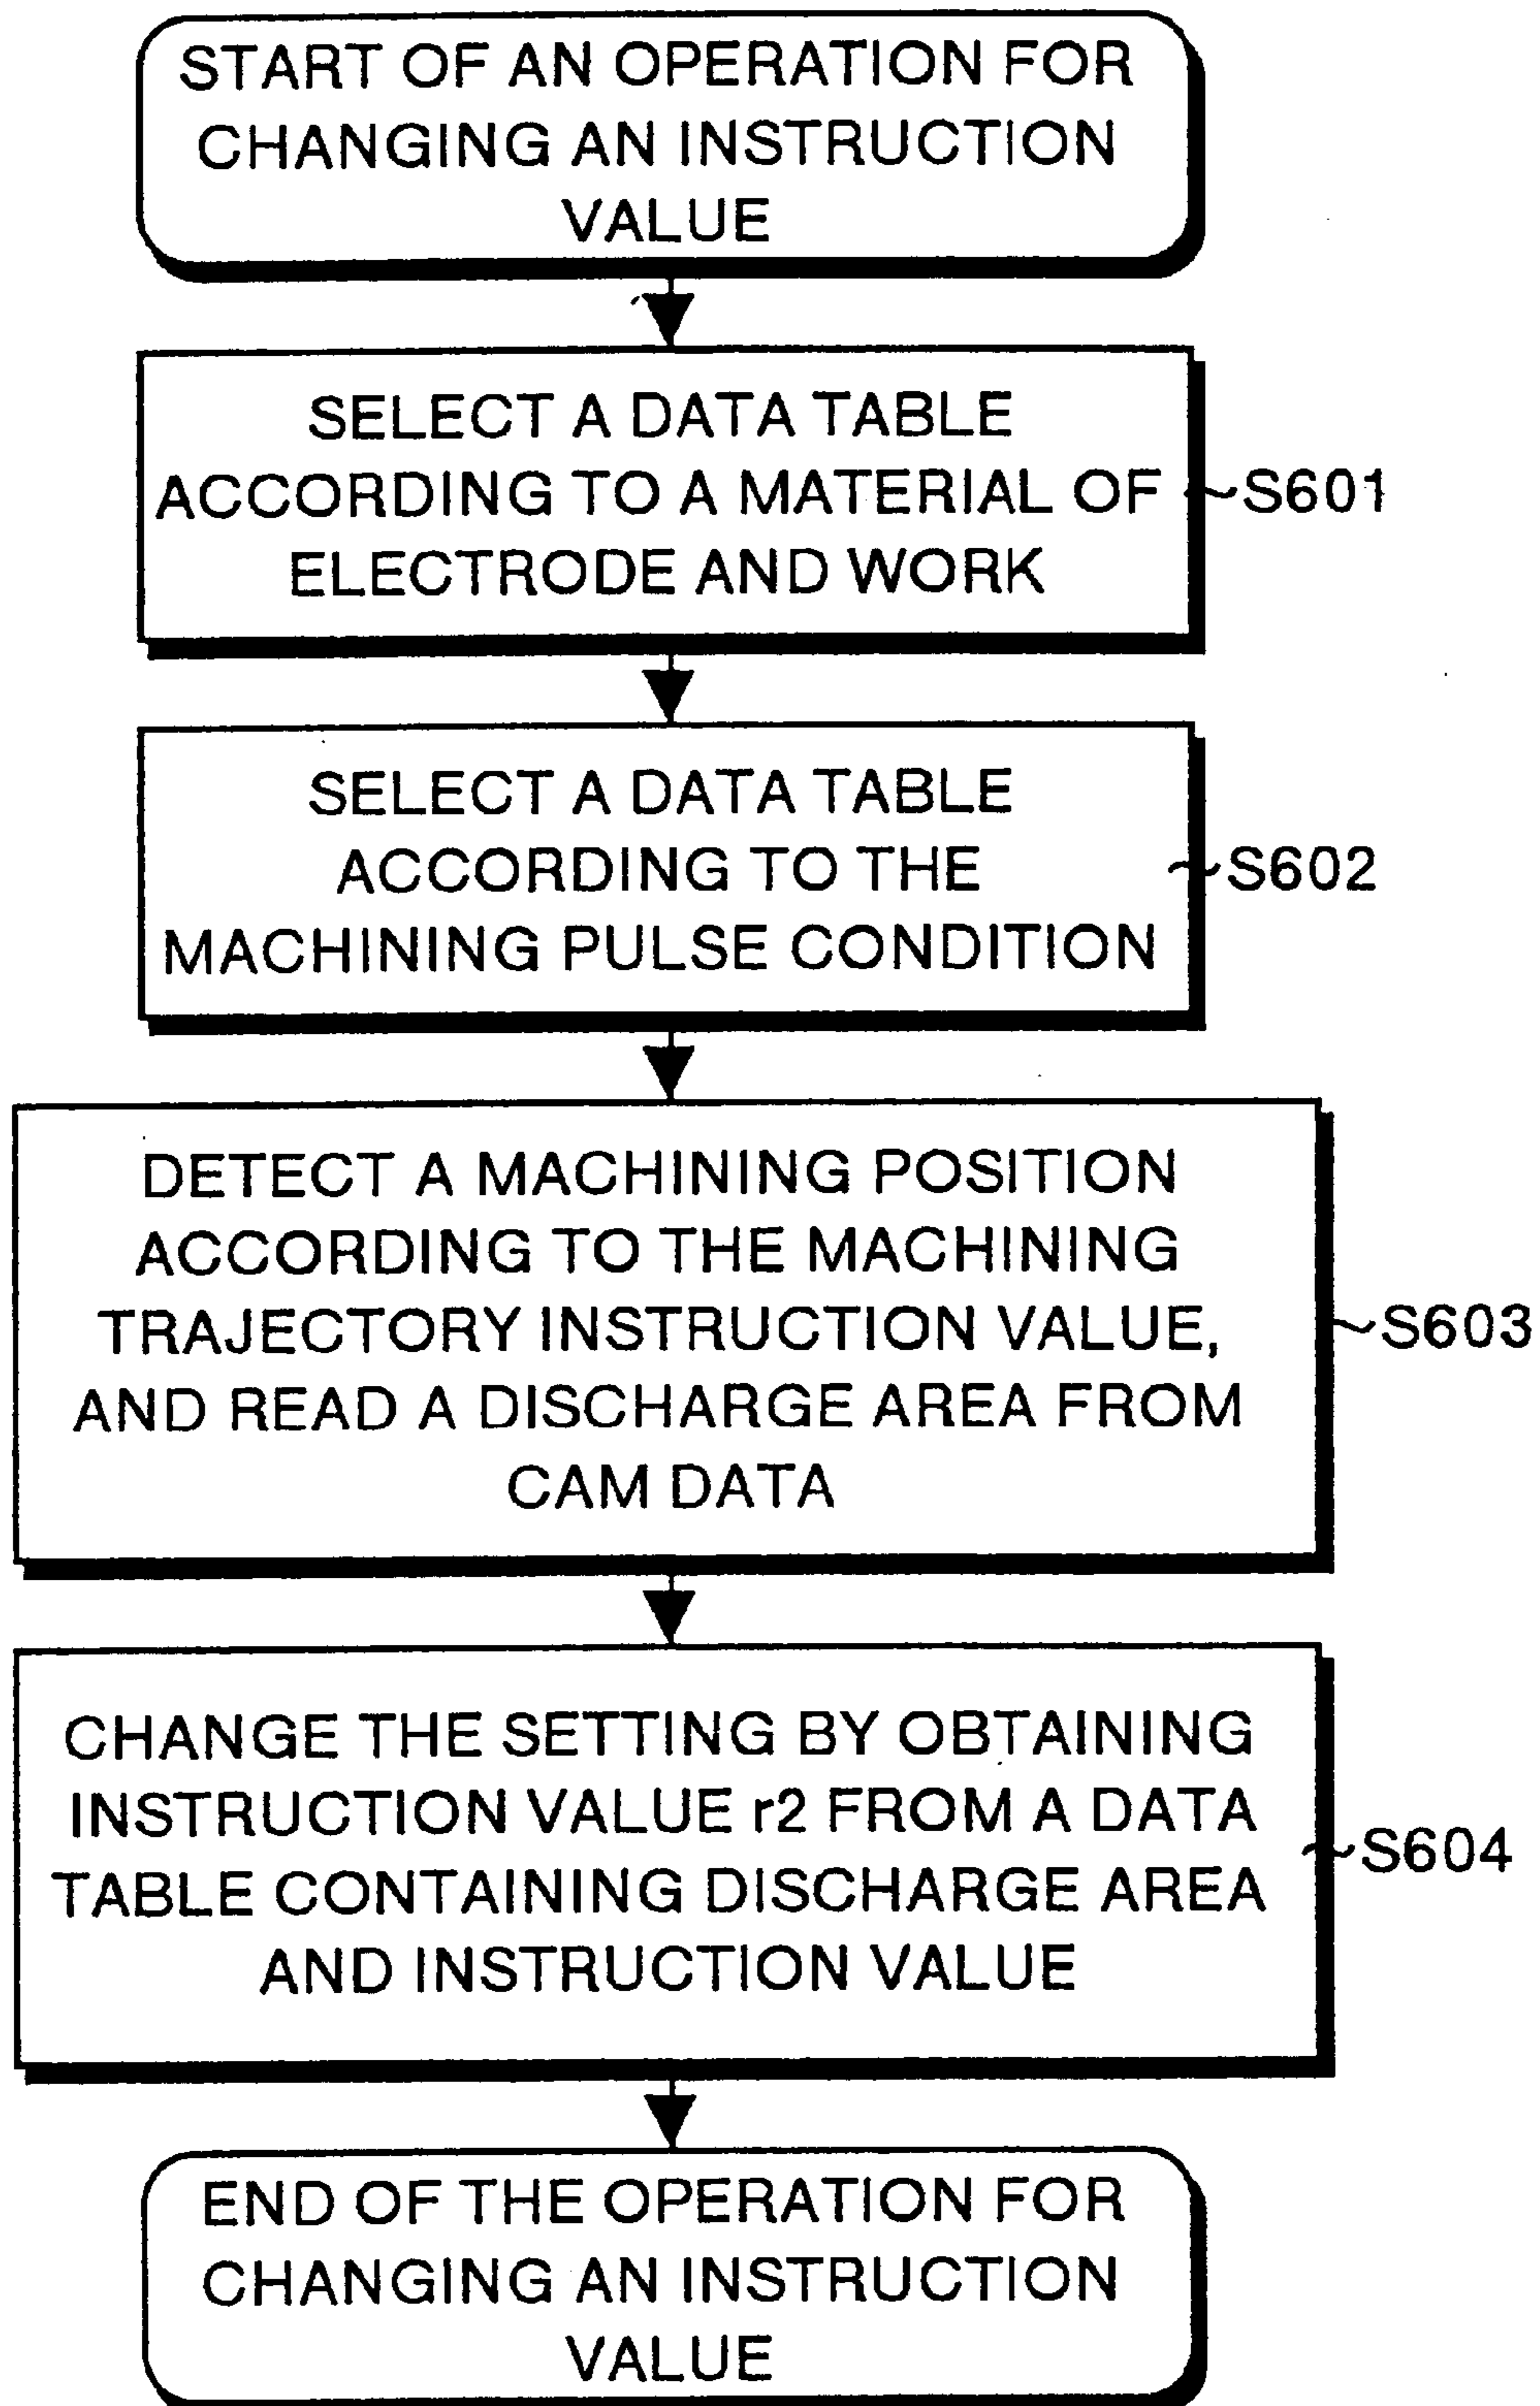 START OF AN OPERATION FOR
CHANGING AN INSTRUCTION
VALUE
SELECT A DATA TABLE
ACCORDING TO A MATERIAL OF
ELECTRODE AND WORK
S601
SELECT A DATA TABLE
ACCORDING TO THE
MACHINING PULSE CONDITION
S602
DETECT A MACHINING POSITION
ACCORDING TO THE MACHINING
TRAJECTORY INSTRUCTION VALUE,
AND READ A DISCHARGE AREA FROM
CAM DATA
S603
CHANGE THE SETTING BY OBTAINING
INSTRUCTION VALUE r2 FROM A DATA
TABLE CONTAINING DISCHARGE AREA
AND INSTRUCTION VALUE
S604
END OF THE OPERATION FOR
CHANGING AN INSTRUCTION
VALUE